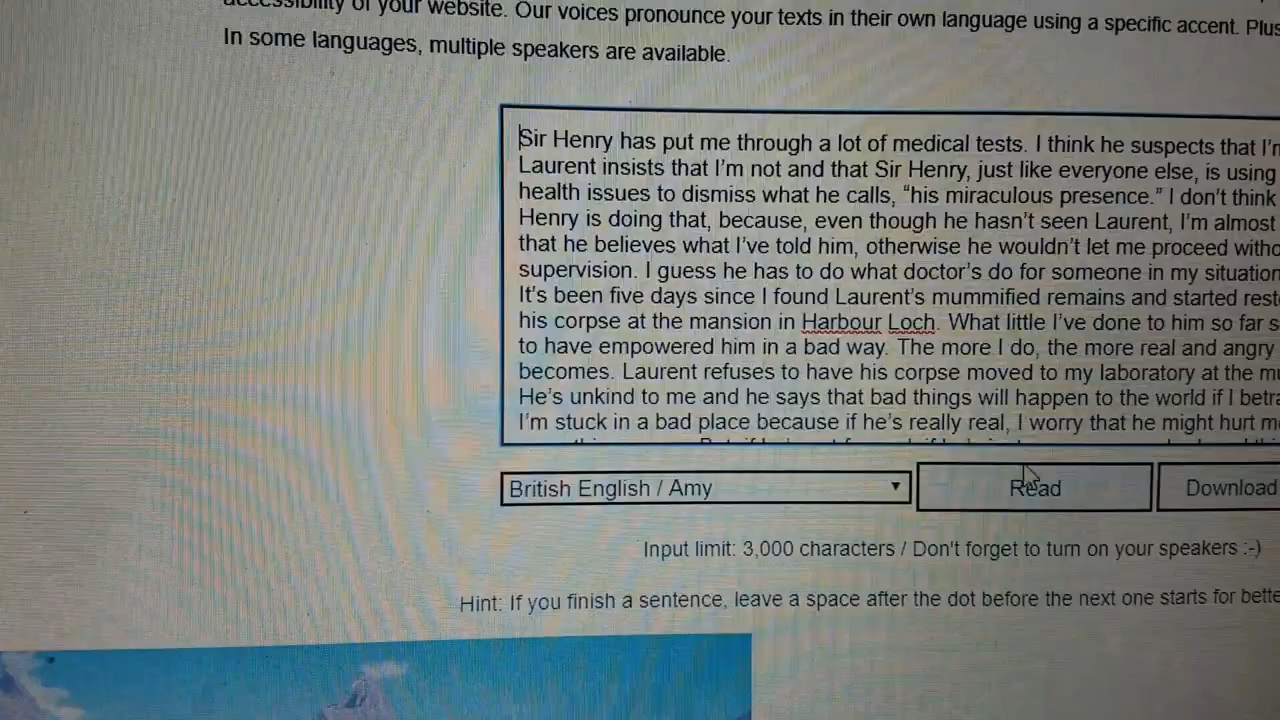 of your website. Our voices pronounce your texts in their own language using a specific accent. Plus
In some languages, multiple speakers are available.
Sir Henry has put me through a lot of medical tests. I think he suspects that
Laurent insists that I'm not and that Sir Henry, just like everyone else, is using
health issues to dismiss what he calls, “his miraculous presence.” I don't think
Henry is doing that, because, even though he hasn't seen Laurent, I'm almost
that he believes what I've told him, otherwise he wouldn't let me proceed
supervision. I guess he has to do what doctor's do for someone in my situation
It's been five days since I found Laurent's mummified remains and started
his corpse at the mansion in Harbour Loch. What little I've done to him so far
to have empowered him in a bad way. The more I do, the more real and angry
becomes. Laurent refuses to have his corpse moved to my laboratory at the
He's unkind to me and he says that bad things will happen to the world if I
I'm stuck in a bad place because if he's really real, I worry that he might hurt
British English / Amy
Read
Download
Input limit: 3,000 characters / Don't forget to turn on your speakers :-)
Hint: If you finish a sentence, leave a space after the dot before the next one starts for